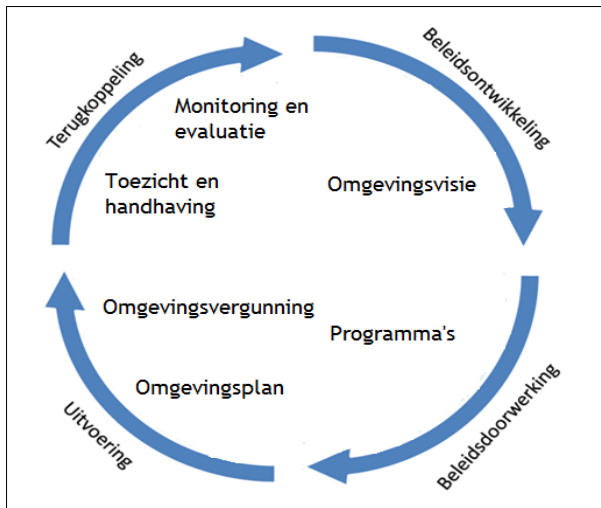 Terugkoppeling
Beleidsontwikkeling
Monitoring en
evaluatie
Toezicht en
handhaving
Omgevingsvisie
Omgevingsvergunning
Programma's
Omgevingsplan
Uitvoering
Beleidsdoorwerking